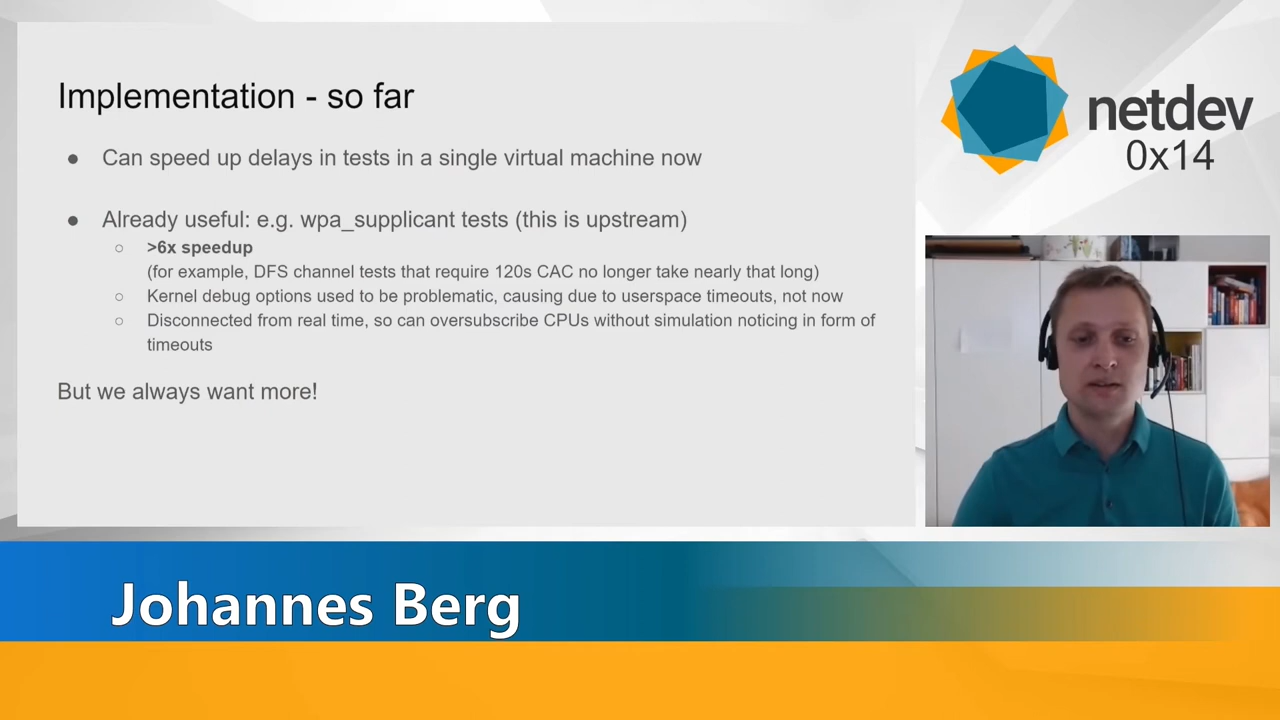 Implementation - so far
● Can speed up delays in tests in a single virtual machine now
● Already useful: e.g. wpa_supplicant tests (this is upstream)
○ >6x speedup
(for example, DFS channel tests that require 120s CAC no longer take nearly that long)
○ Kernel debug options used to be problematic, causing due to userspace timeouts, not now
○ Disconnected from real time, so can oversubscribe CPUs without simulation noticing in form of
timeouts
But we always want more!
netdev
0x14
Johannes Berg